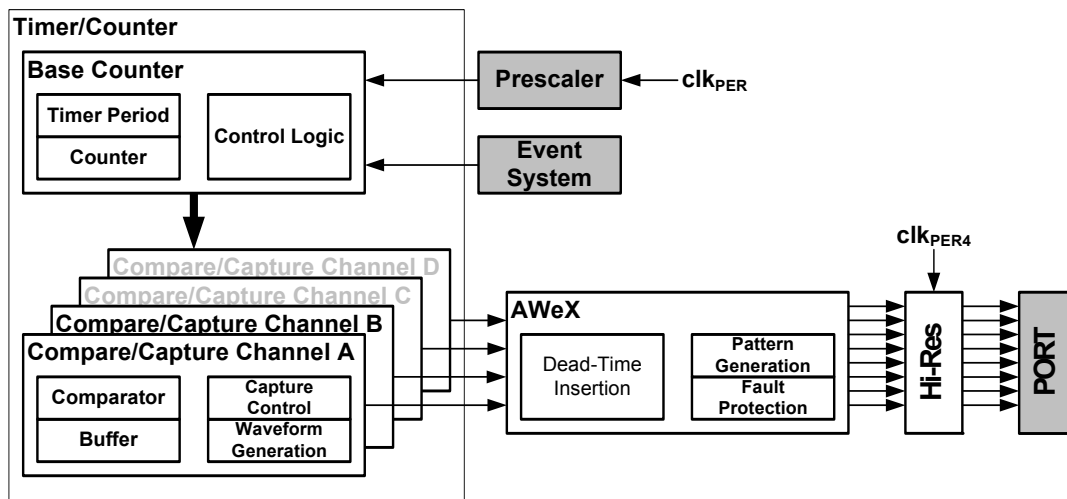 Timer/Counter
Base Counter
Timer Period
Counter
Control Logic
Prescaler
clkPER
Event
System
Compare/Capture Channel D
Compare/Capture Channel C
Compare/Capture Channel B
Compare/Capture Channel A
Comparator
Buffer
Capture
Control
Waveform
Generation
AWeX
Dead-Time
Insertion
Pattern
Generation
Fault
Protection
clkPER4
Hi-Res
PORT